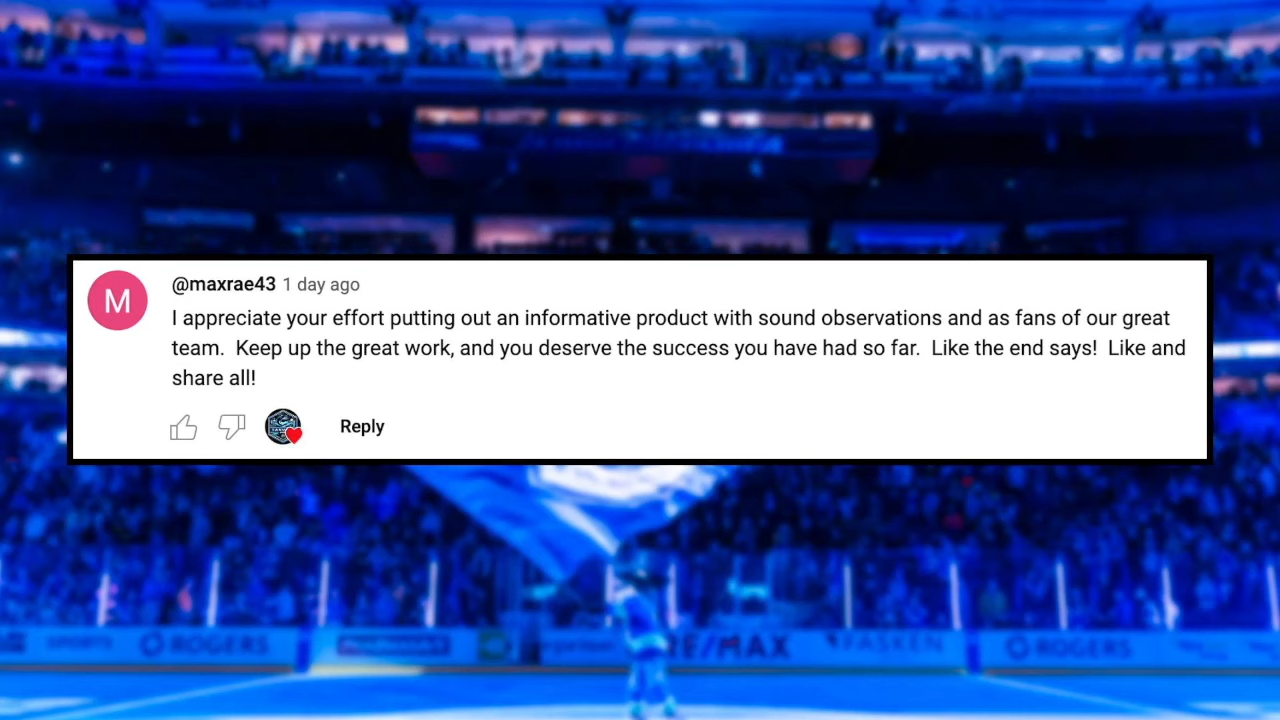 @maxrae43 1 day ago
I appreciate your effort putting out an informative product with sound observations and as fans of our great
team.  Keep up the great work, and you deserve the success you have had so far.  Like the end says!  Like and
share all!
M
Reply
SPORTS ROGERS RE/MAX FASKEN ROGERS